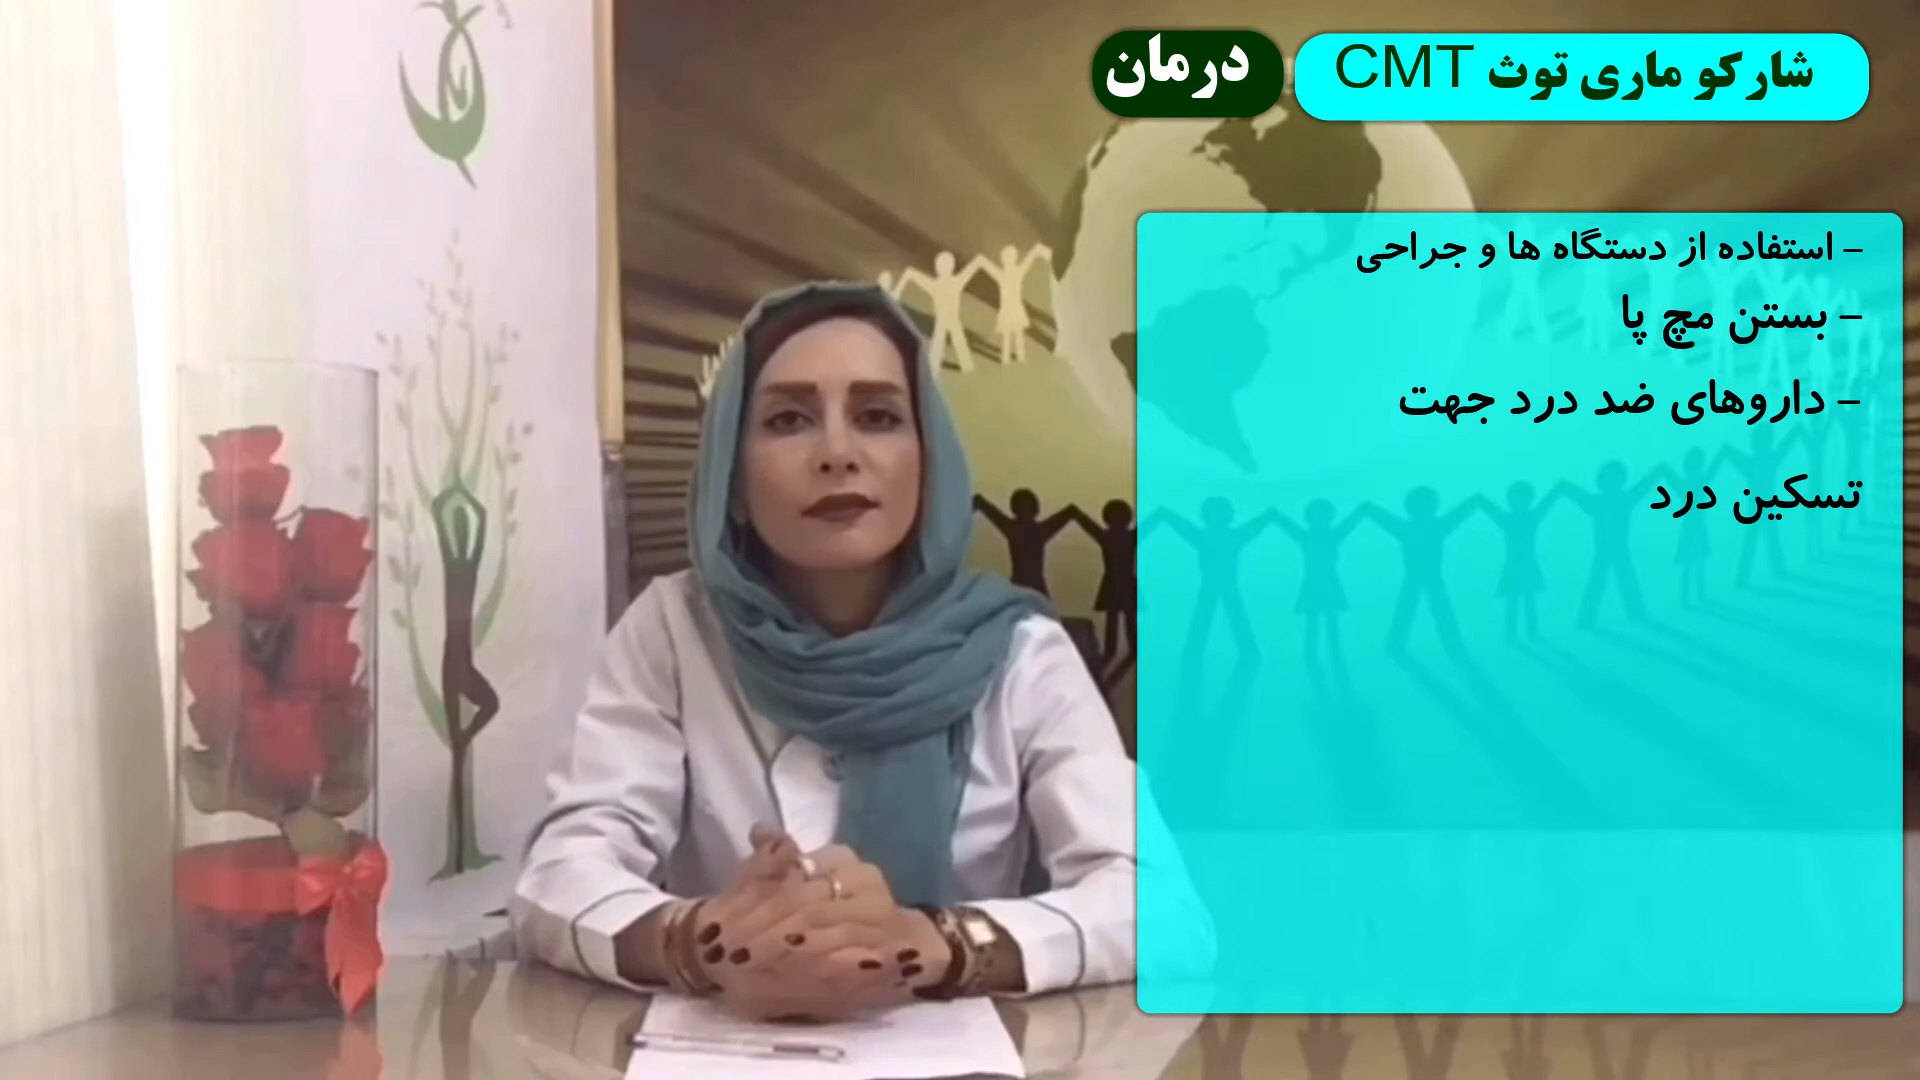 شارکو ماری توث CMT
درمان
– استفاده از دستگاه ها و جراحی
– بستن مچ پا
– داروهای ضد درد جهت
تسکین درد